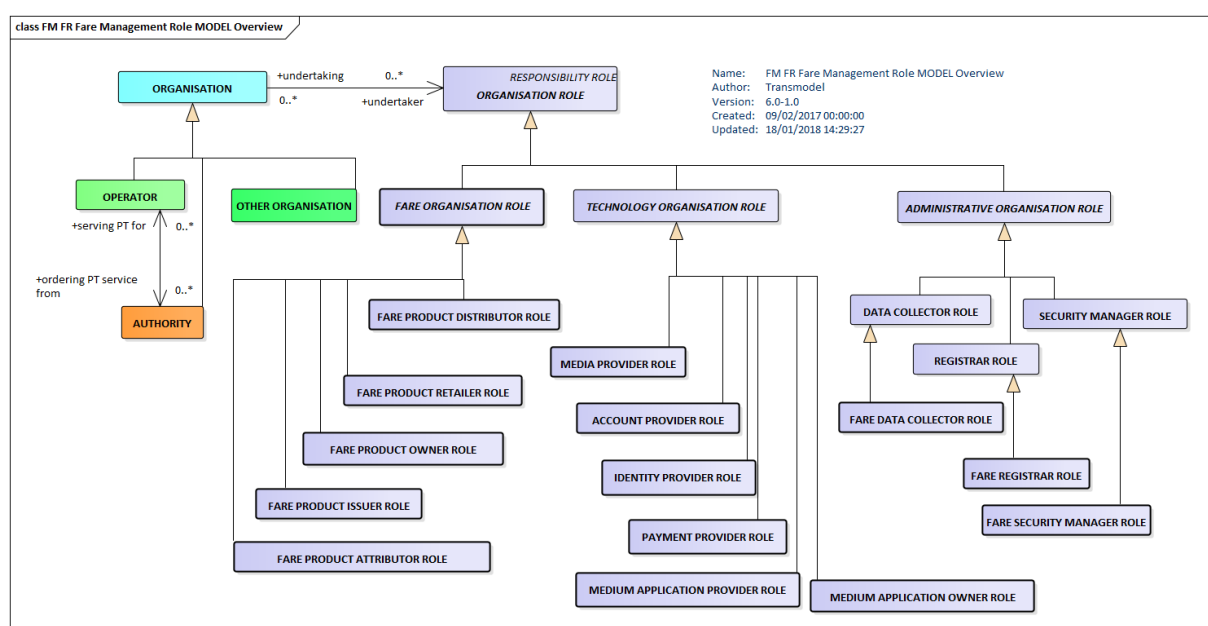 class FM FR Fare Management Role MODEL Overview
ORGANISATION
+undertaking
0..*
0..*
+undertaker
RESPONSIBILITY ROLE
ORGANISATION ROLE
Name: FM FR Fare Management Role MODEL Overview
Author: Transmodel
Version: 6.0-1.0
Created: 09/02/2017 00:00:00
Updated: 18/01/2018 14:29:27
OPERATOR
OTHER ORGANISATION
FARE ORGANISATION ROLE
TECHNOLOGY ORGANISATION ROLE
ADMINISTRATIVE ORGANISATION ROLE
+serving PT for
0..*
+ordering PT service
from
0..*
AUTHORITY
FARE PRODUCT DISTRIBUTOR ROLE
DATA COLLECTOR ROLE
SECURITY MANAGER ROLE
MEDIA PROVIDER ROLE
REGISTRAR ROLE
FARE PRODUCT RETAILER ROLE
ACCOUNT PROVIDER ROLE
FARE DATA COLLECTOR ROLE
FARE PRODUCT OWNER ROLE
IDENTITY PROVIDER ROLE
FARE REGISTRAR ROLE
FARE PRODUCT ISSUER ROLE
FARE SECURITY MANAGER ROLE
PAYMENT PROVIDER ROLE
FARE PRODUCT ATTRIBUTOR ROLE
MEDIUM APPLICATION PROVIDER ROLE
MEDIUM APPLICATION OWNER ROLE